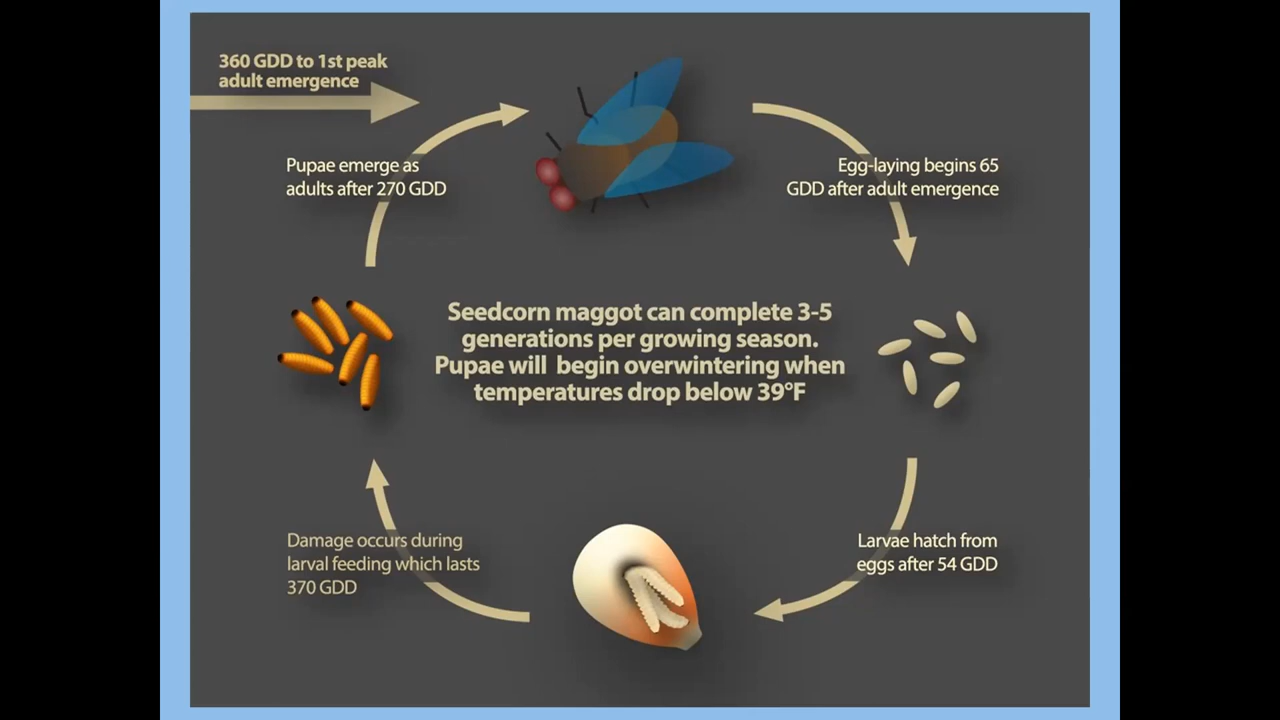 360 GDD to 1st peak
adult emergence
Pupae emerge as
adults after 270 GDD
Egg-laying begins 65
GDD after adult emergence
Seedcorn maggot can complete 3-5
generations per growing season.
Pupae will begin overwintering when
temperatures drop below 39°F
Damage occurs during
larval feeding which lasts
370 GDD
Larvae hatch from
eggs after 54 GDD